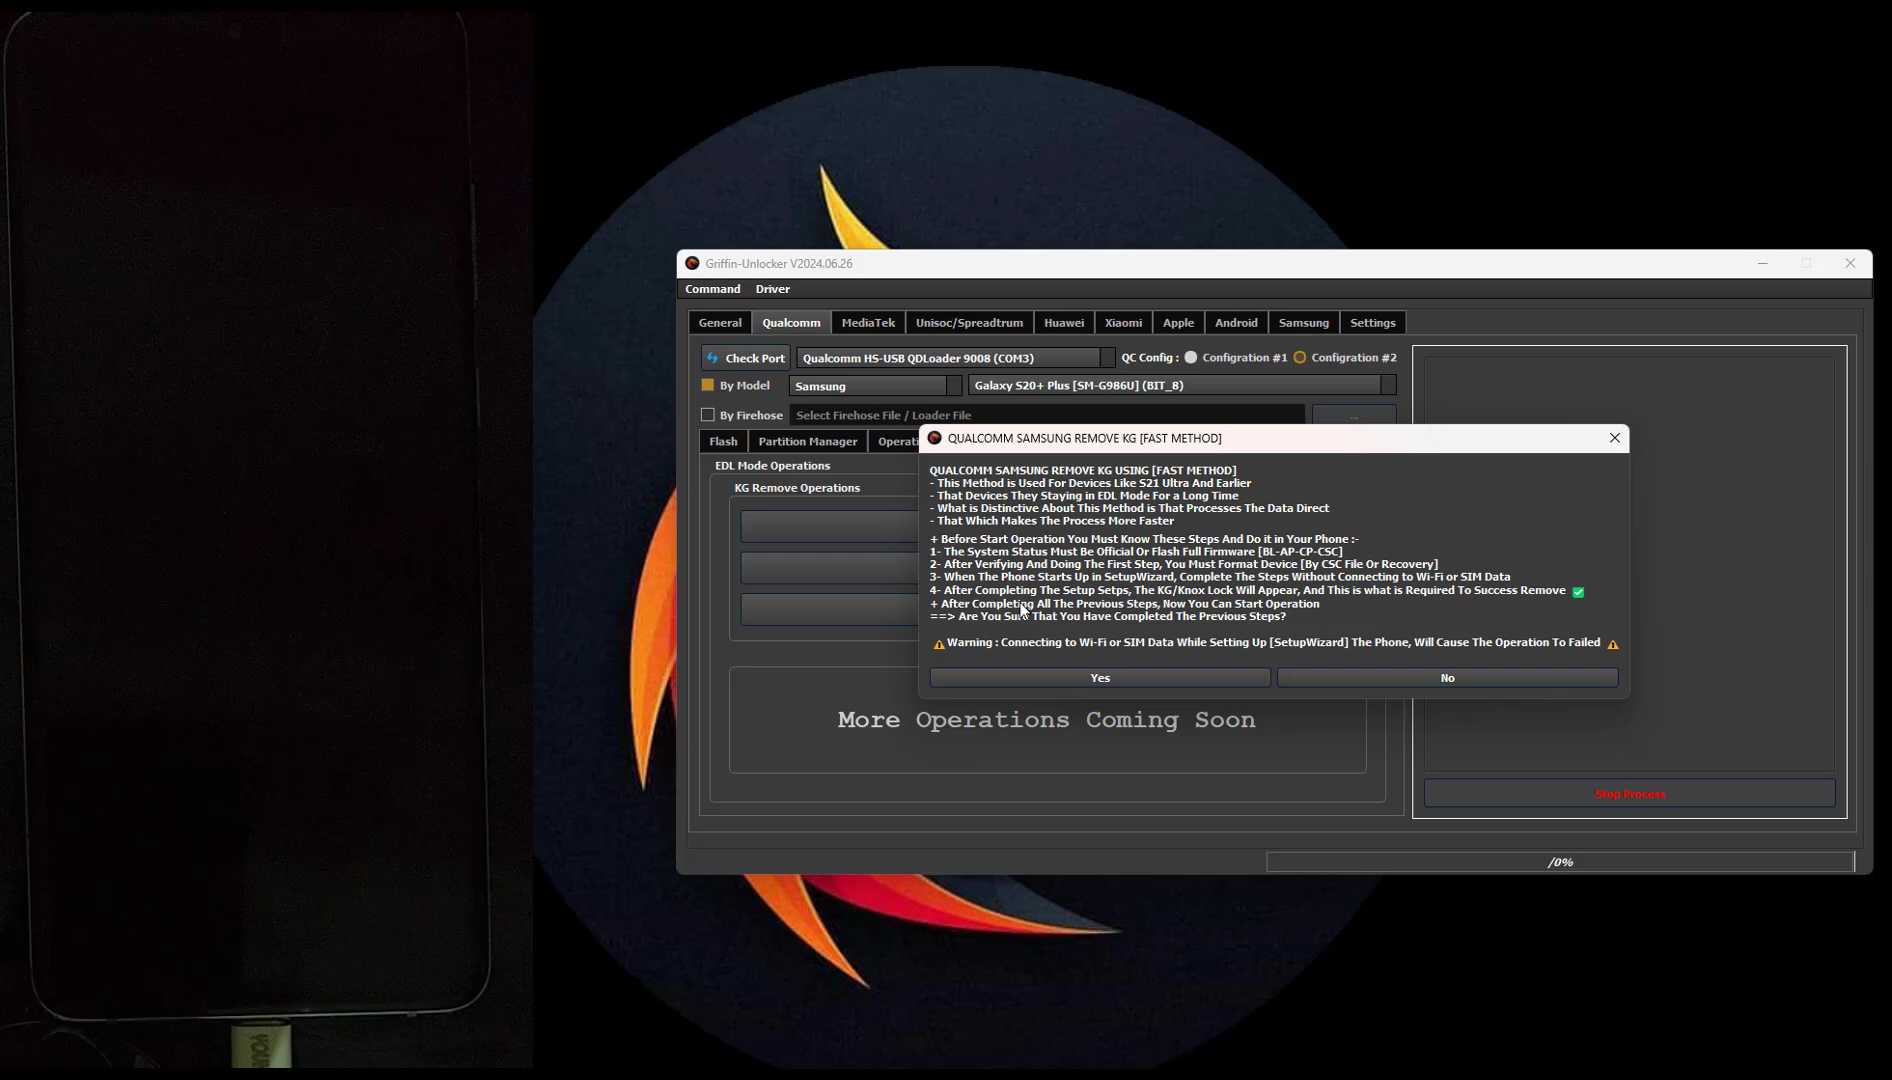 Griffin-Unlocker V2024.06.26
Command Driver
General Qualcomm MediaTek Unisoc/Spreadtrum Huawei Xiaomi Apple Android Samsung Settings
Check Port Qualcomm HS-USB QDLoader 9008 (COM3) QC Config : Configration #1 Configration #2
By Model Samsung Galaxy S20+ Plus [SM-G986U] (BIT_8)
By Firehose Select Firehose File / Loader File ...
Flash Partition Manager Operati
EDL Mode Operations
KG Remove Operations
QUALCOMM SAMSUNG REMOVE KG [FAST METHOD]
QUALCOMM SAMSUNG REMOVE KG USING [FAST METHOD]
- This Method is Used For Devices Like S21 Ultra And Earlier
- That Devices They Staying in EDL Mode For a Long Time
- What is Distinctive About This Method is That Processes The Data Direct
- That Which Makes The Process More Faster
+ Before Start Operation You Must Know These Steps And Do it in Your Phone :-
1- The System Status Must Be Official Or Flash Full Firmware [BL-AP-CP-CSC]
2- After Verifying And Doing The First Step, You Must Format Device [By CSC File Or Recovery]
3- When The Phone Starts Up in SetupWizard, Complete The Steps Without Connecting to Wi-Fi or SIM Data
4- After Completing The Setup Setps, The KG/Knox Lock Will Appear, And This is what is Required To Success Remove ✅
+ After Completing All The Previous Steps, Now You Can Start Operation
==> Are You Sure That You Have Completed The Previous Steps?
⚠Warning : Connecting to Wi-Fi or SIM Data While Setting Up [SetupWizard] The Phone, Will Cause The Operation To Failed ⚠
Yes No
More Operations Coming Soon
Stop Process
/0%